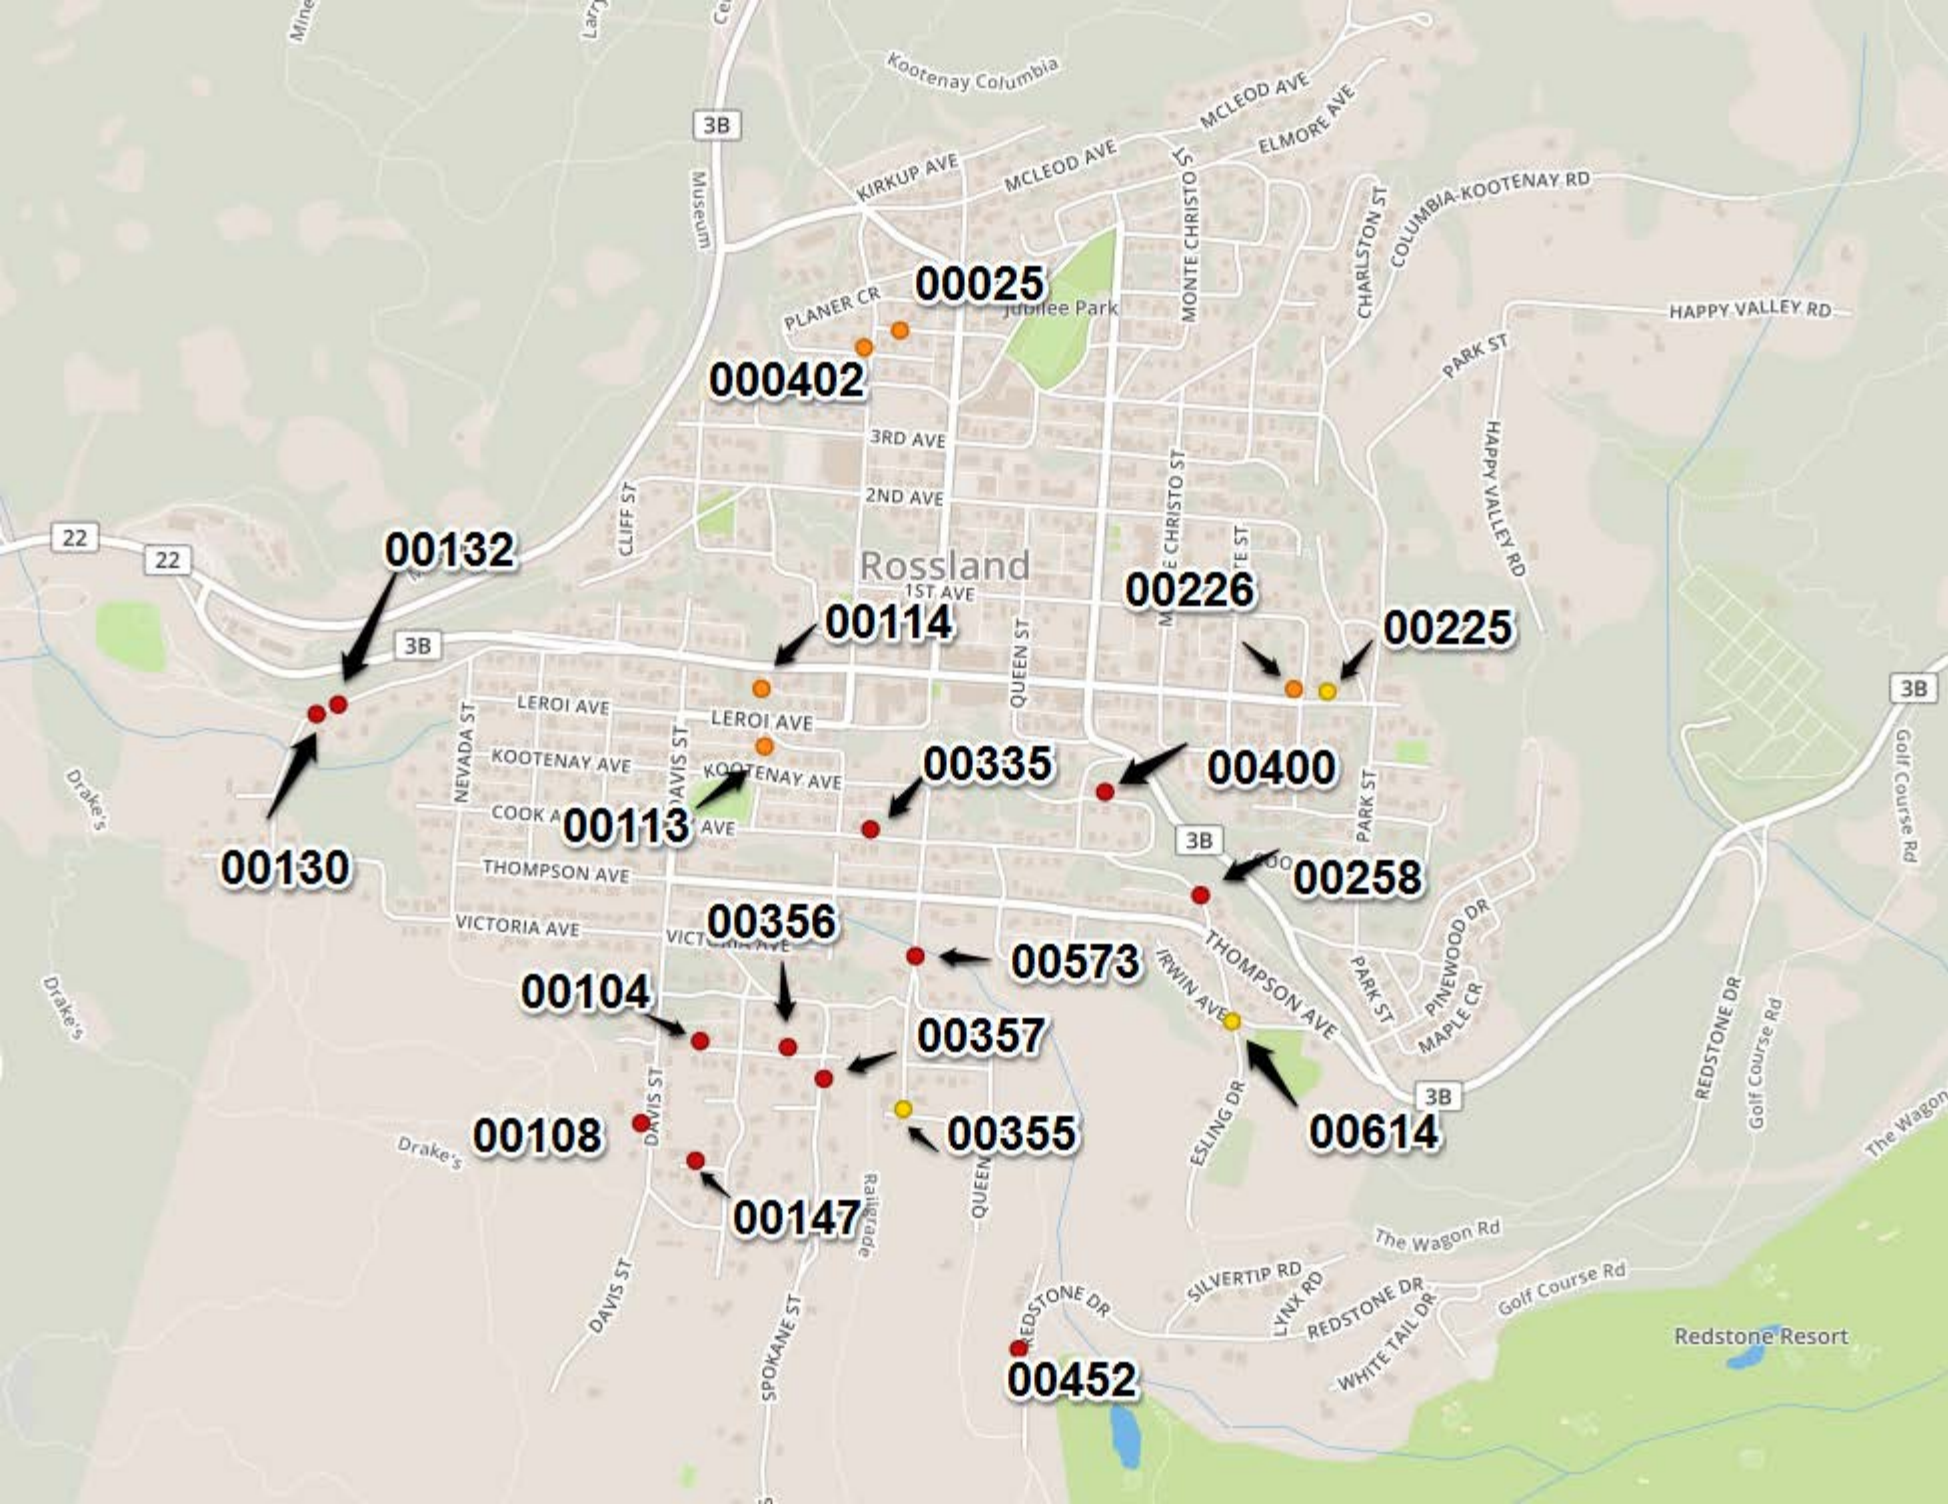 Kootenay Columbia
MCLEOD AVE
ELMORE AVE
3B
KIRKUP AVE
MCLEOD AVE
Museum
MONTE CHRISTO ST
CHARLSTON ST
COLUMBIA-KOOTENAY RD
00025
PLANER CR
Jubilee Park
HAPPY VALLEY RD
PARK ST
000402
3RD AVE
2ND AVE
CLIFF ST
HAPPY VALLEY RD
22
22
00132
Rossland
1ST AVE
00226
00114
00225
3B
QUEEN ST
3B
LEROI AVE
LEROI AVE
NEVADA ST
DAVIS ST
KOOTENAY AVE
KOOTENAY AVE
00335
00400
Golf Course Rd
Drake's
COOK
AVE
00113
PARK ST
3B
00130
THOMPSON AVE
00258
VICTORIA AVE
VICTORIA AVE
00356
00573
IRWIN AVE
THOMPSON AVE
PARK ST
PINEWOOD DR
MAPLE CR
Drake's
00104
00357
REDSTONE DR
Golf Course Rd
DAVIS ST
3B
00108
00355
00614
ESLING DR
Drake's
The Wagon
00147
Railgrade
QUEEN
The Wagon Rd
DAVIS ST
SPOKANE ST
REDSTONE DR
SILVERTIP RD
LYNX RD
REDSTONE DR
WHITE TAIL DR
Golf Course Rd
Redstone Resort
00452